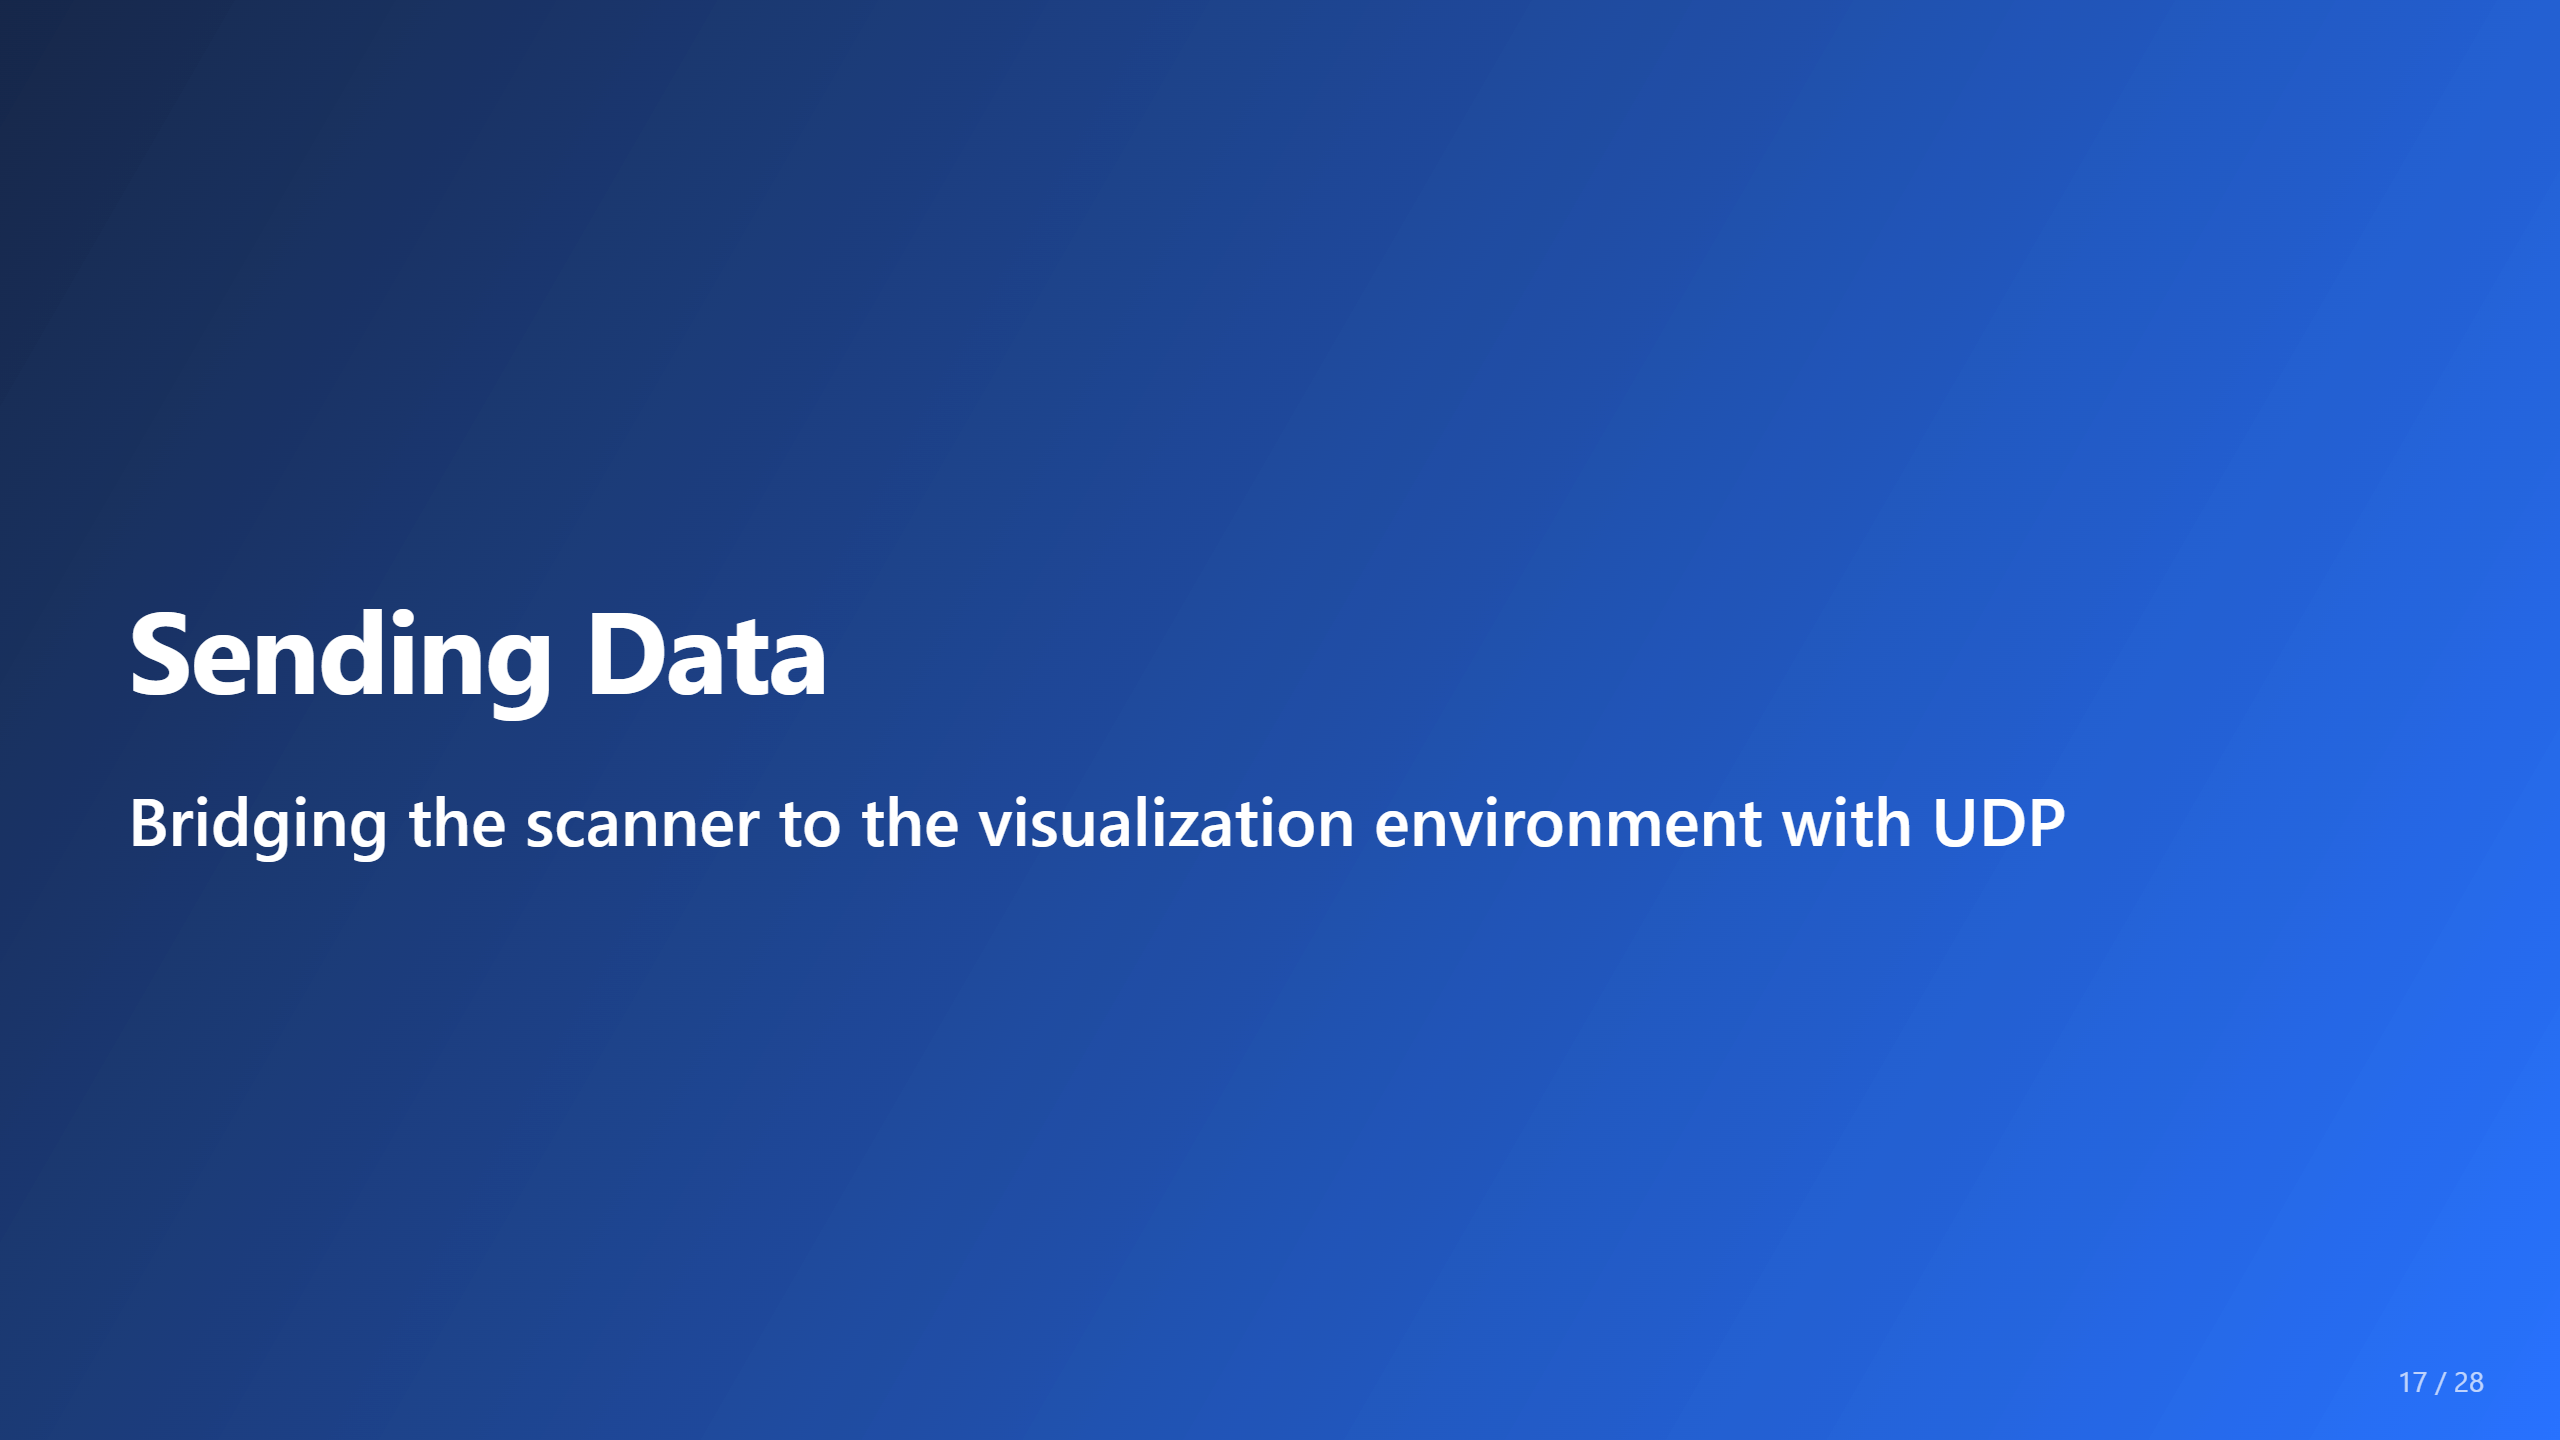 Sending Data
Bridging the scanner to the visualization environment with UDP
17 / 28